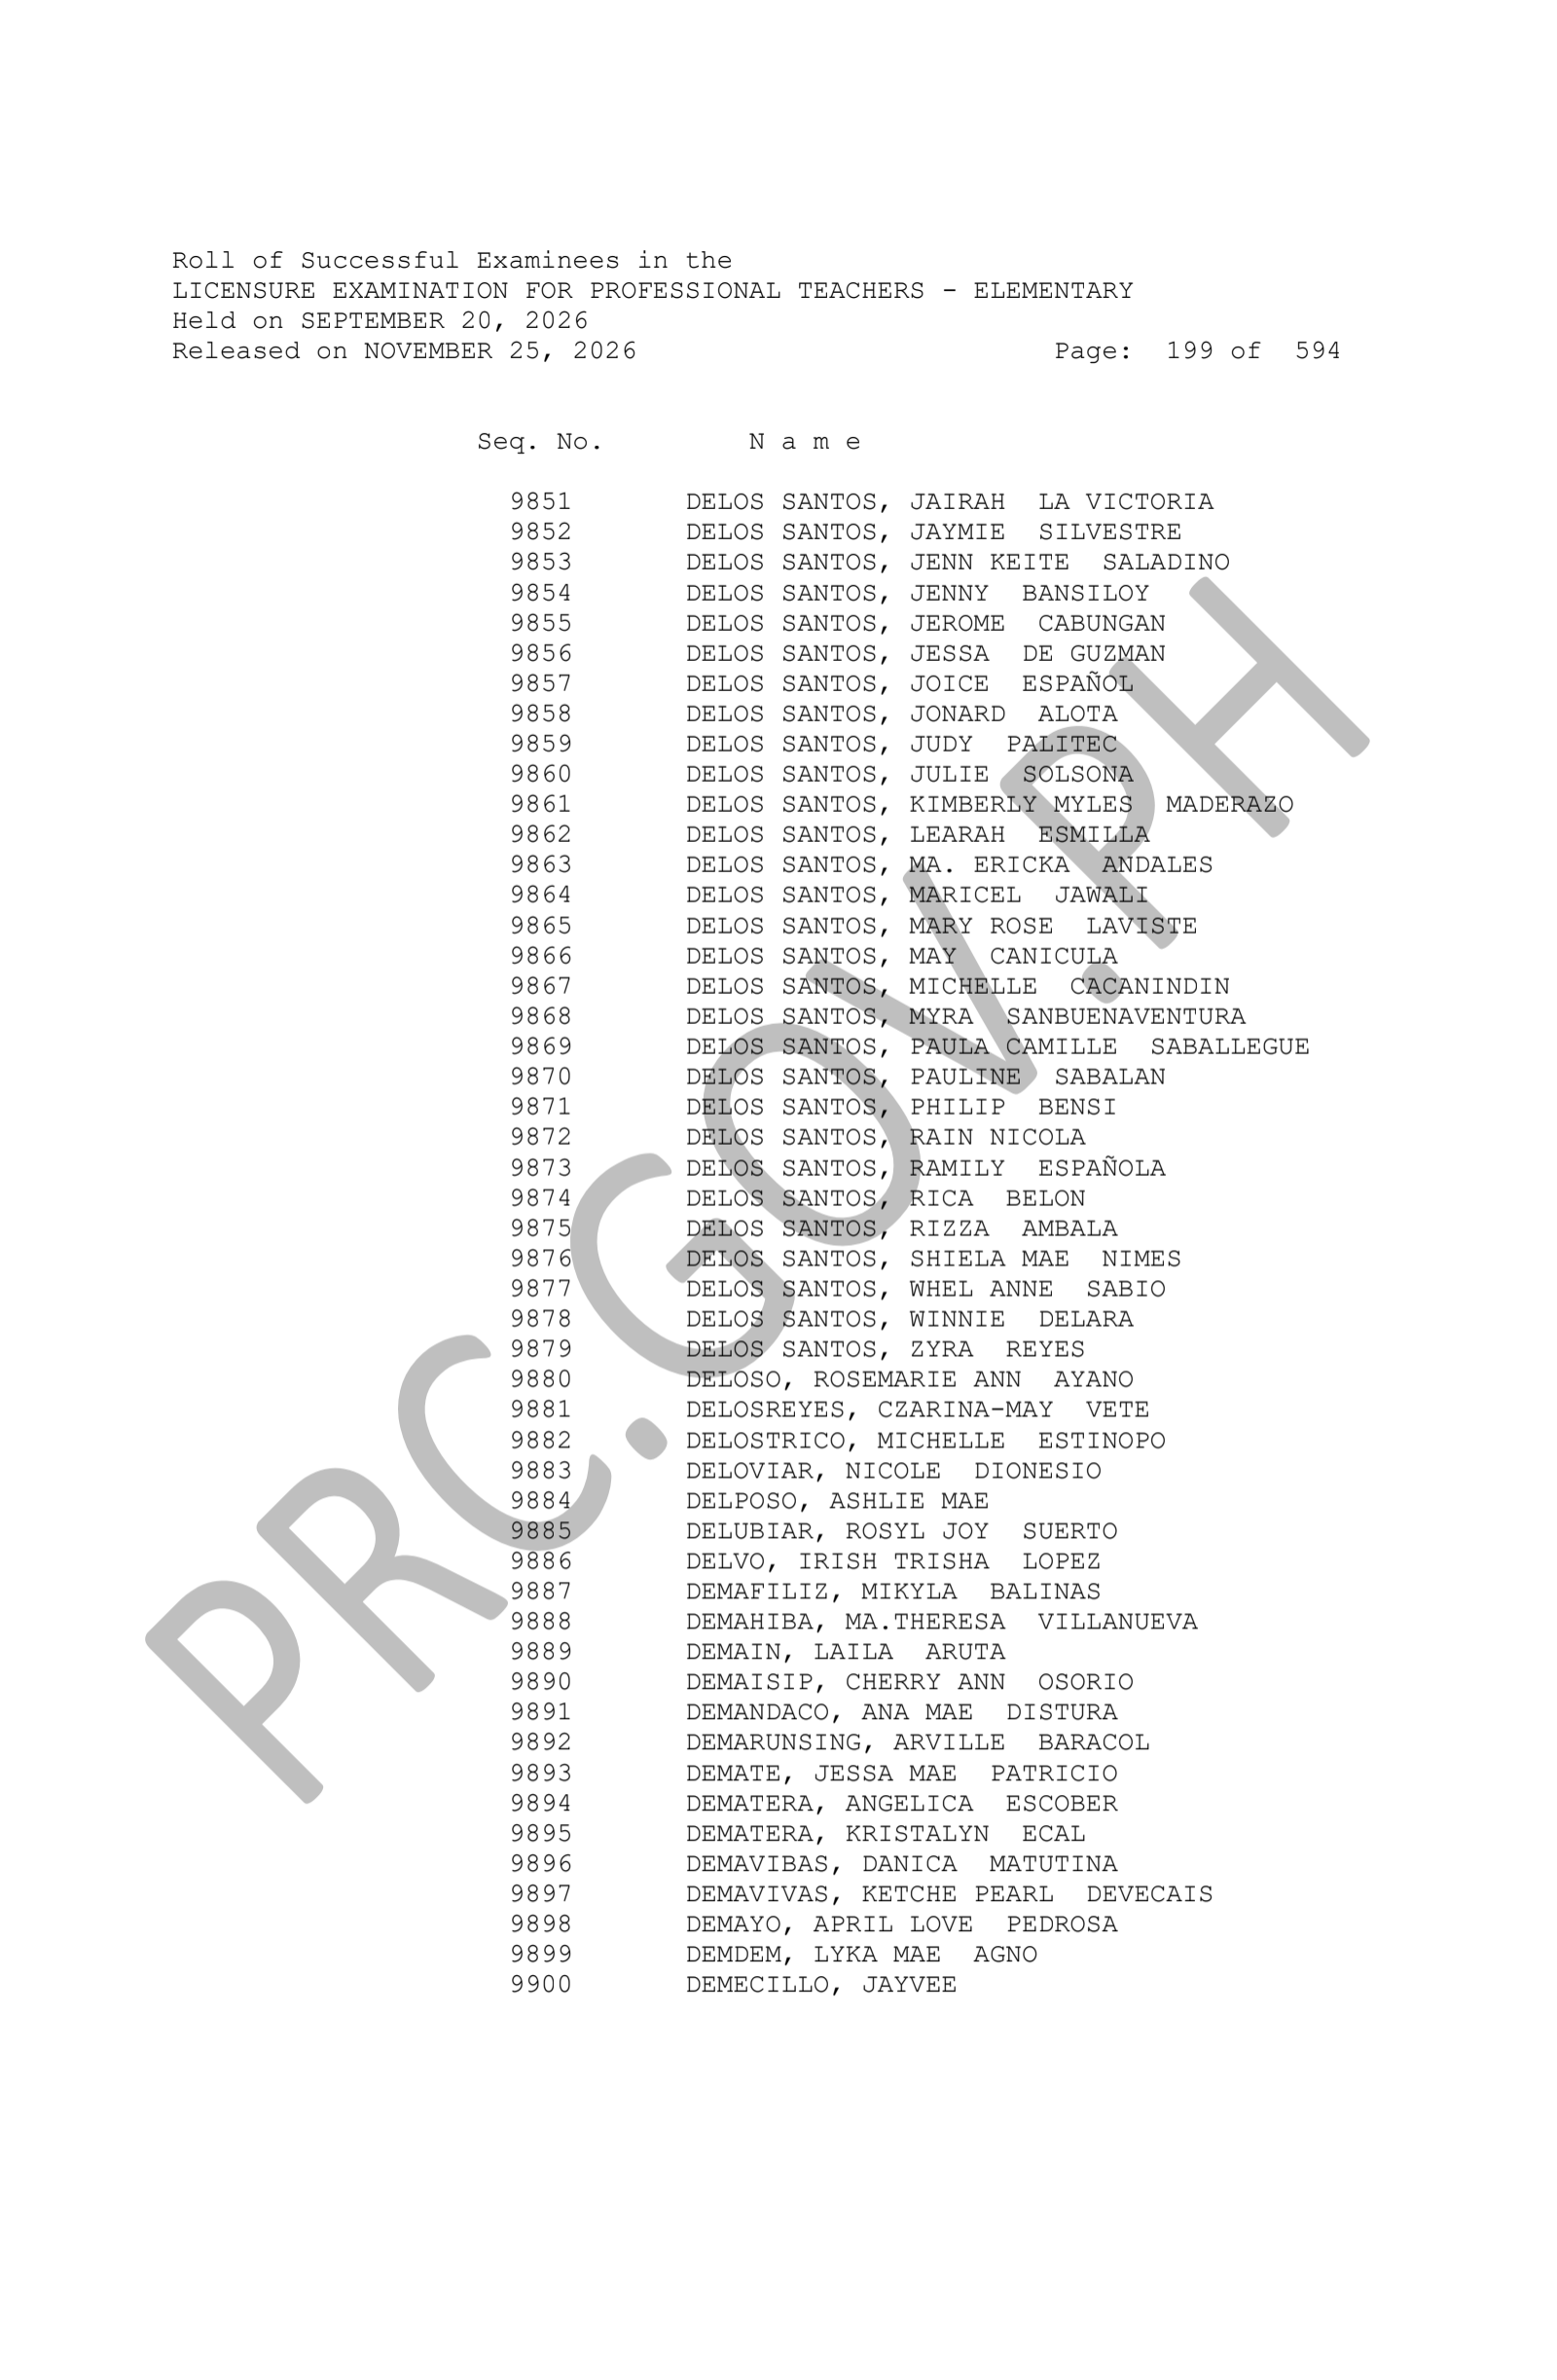 Roll of Successful Examinees in the
LICENSURE EXAMINATION FOR PROFESSIONAL TEACHERS - ELEMENTARY
Held on SEPTEMBER 20, 2026
Released on NOVEMBER 25, 2026 Page: 199 of 594
Seq. No. N a m e
9851 DELOS SANTOS, JAIRAH LA VICTORIA
9852 DELOS SANTOS, JAYMIE SILVESTRE
9853 DELOS SANTOS, JENN KEITE SALADINO
9854 DELOS SANTOS, JENNY BANSILOY
9855 DELOS SANTOS, JEROME CABUNGAN
9856 DELOS SANTOS, JESSA DE GUZMAN
9857 DELOS SANTOS, JOICE ESPAÑOL
9858 DELOS SANTOS, JONARD ALOTA
9859 DELOS SANTOS, JUDY PALITEC
9860 DELOS SANTOS, JULIE SOLSONA
9861 DELOS SANTOS, KIMBERLY MYLES MADERAZO
9862 DELOS SANTOS, LEARAH ESMILLA
9863 DELOS SANTOS, MA. ERICKA ANDALES
9864 DELOS SANTOS, MARICEL JAWALI
9865 DELOS SANTOS, MARY ROSE LAVISTE
9866 DELOS SANTOS, MAY CANICULA
9867 DELOS SANTOS, MICHELLE CACANINDIN
9868 DELOS SANTOS, MYRA SANBUENAVENTURA
9869 DELOS SANTOS, PAULA CAMILLE SABALLEGUE
9870 DELOS SANTOS, PAULINE SABALAN
9871 DELOS SANTOS, PHILIP BENSI
9872 DELOS SANTOS, RAIN NICOLA
9873 DELOS SANTOS, RAMILY ESPAÑOLA
9874 DELOS SANTOS, RICA BELON
9875 DELOS SANTOS, RIZZA AMBALA
9876 DELOS SANTOS, SHIELA MAE NIMES
9877 DELOS SANTOS, WHEL ANNE SABIO
9878 DELOS SANTOS, WINNIE DELARA
9879 DELOS SANTOS, ZYRA REYES
9880 DELOSO, ROSEMARIE ANN AYANO
9881 DELOSREYES, CZARINA-MAY VETE
9882 DELOSTRICO, MICHELLE ESTINOPO
9883 DELOVIAR, NICOLE DIONESIO
9884 DELPOSO, ASHLIE MAE
9885 DELUBIAR, ROSYL JOY SUERTO
9886 DELVO, IRISH TRISHA LOPEZ
9887 DEMAFILIZ, MIKYLA BALINAS
9888 DEMAHIBA, MA.THERESA VILLANUEVA
9889 DEMAIN, LAILA ARUTA
9890 DEMAISIP, CHERRY ANN OSORIO
9891 DEMANDACO, ANA MAE DISTURA
9892 DEMARUNSING, ARVILLE BARACOL
9893 DEMATE, JESSA MAE PATRICIO
9894 DEMATERA, ANGELICA ESCOBER
9895 DEMATERA, KRISTALYN ECAL
9896 DEMAVIBAS, DANICA MATUTINA
9897 DEMAVIVAS, KETCHE PEARL DEVECAIS
9898 DEMAYO, APRIL LOVE PEDROSA
9899 DEMDEM, LYKA MAE AGNO
9900 DEMECILLO, JAYVEE
PRC.GOV.PH